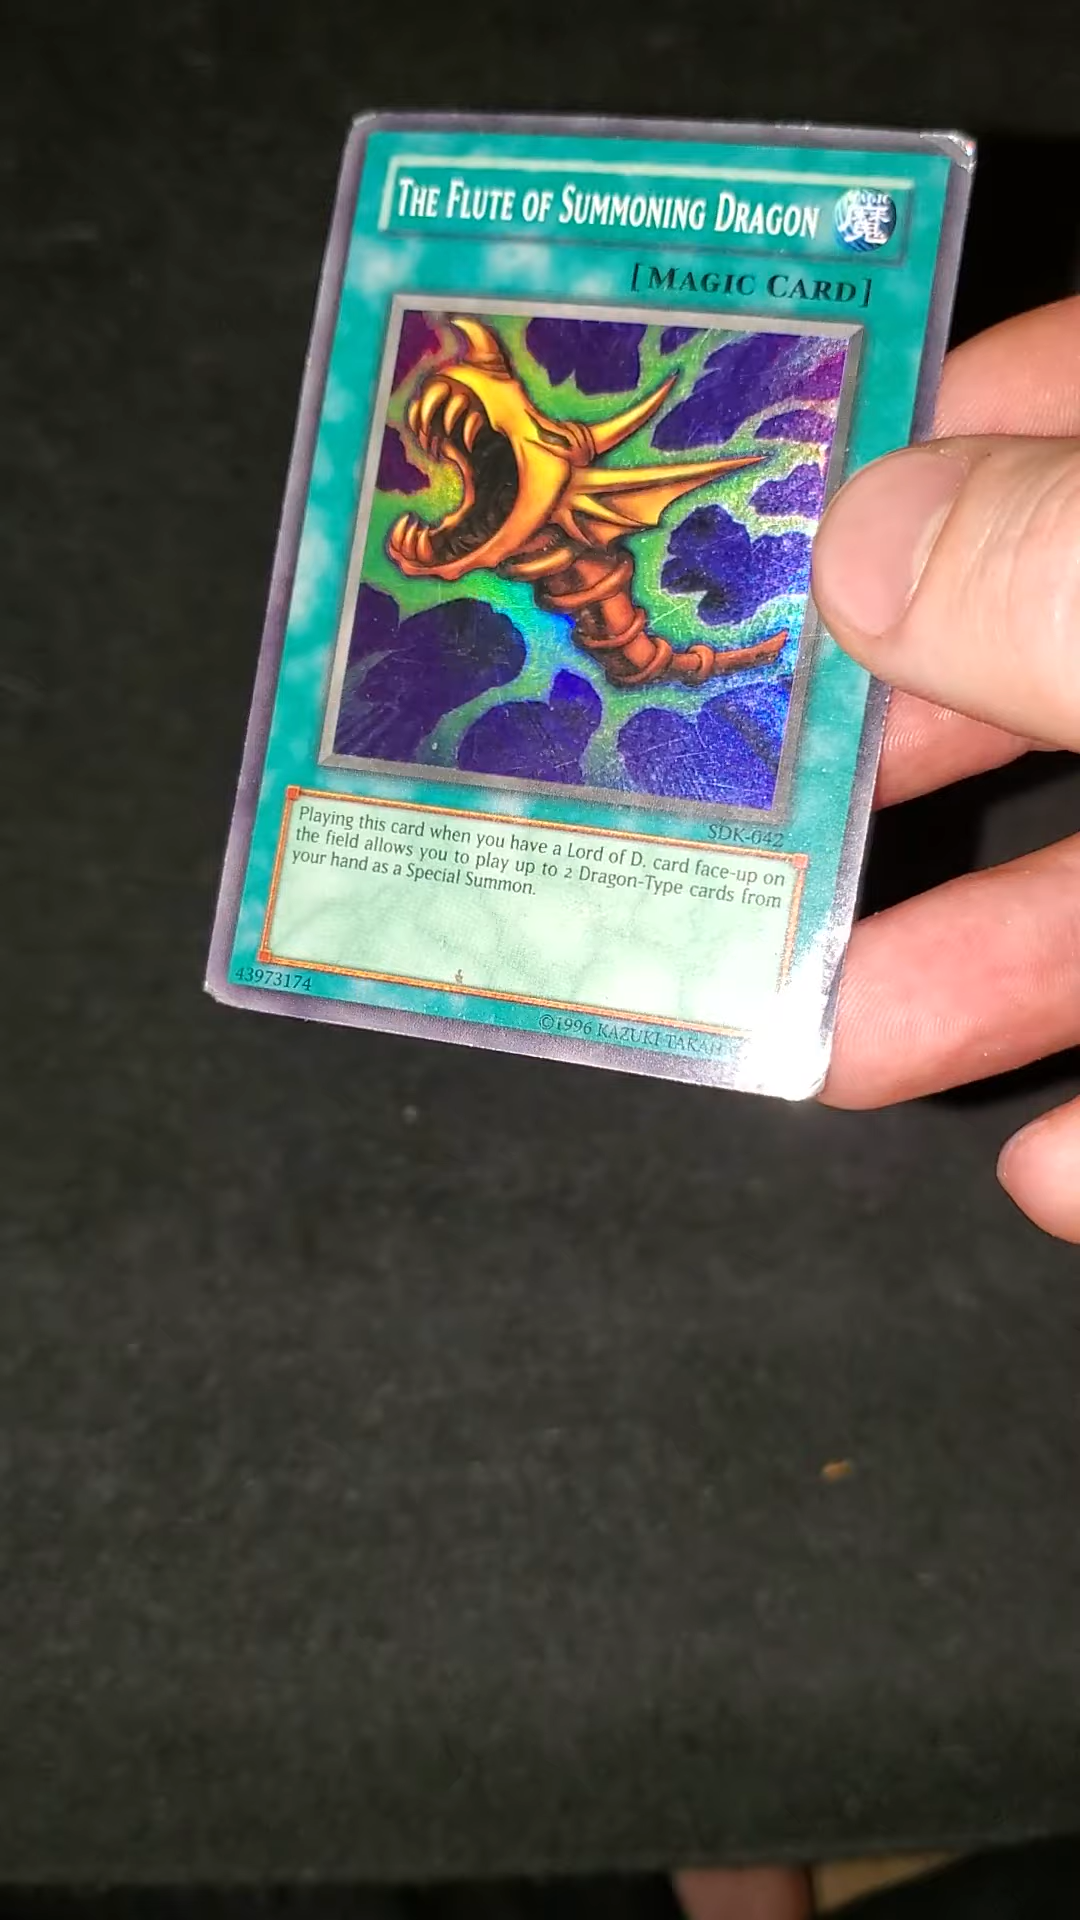 THE FLUTE OF SUMMONING DRAGON
MAGIC
魔
[MAGIC CARD]
SDK-042
Playing this card when you have a Lord of D. card face-up on
the field allows you to play up to 2 Dragon-Type cards from
your hand as a Special Summon.
43973174
©1996 KAZUKI